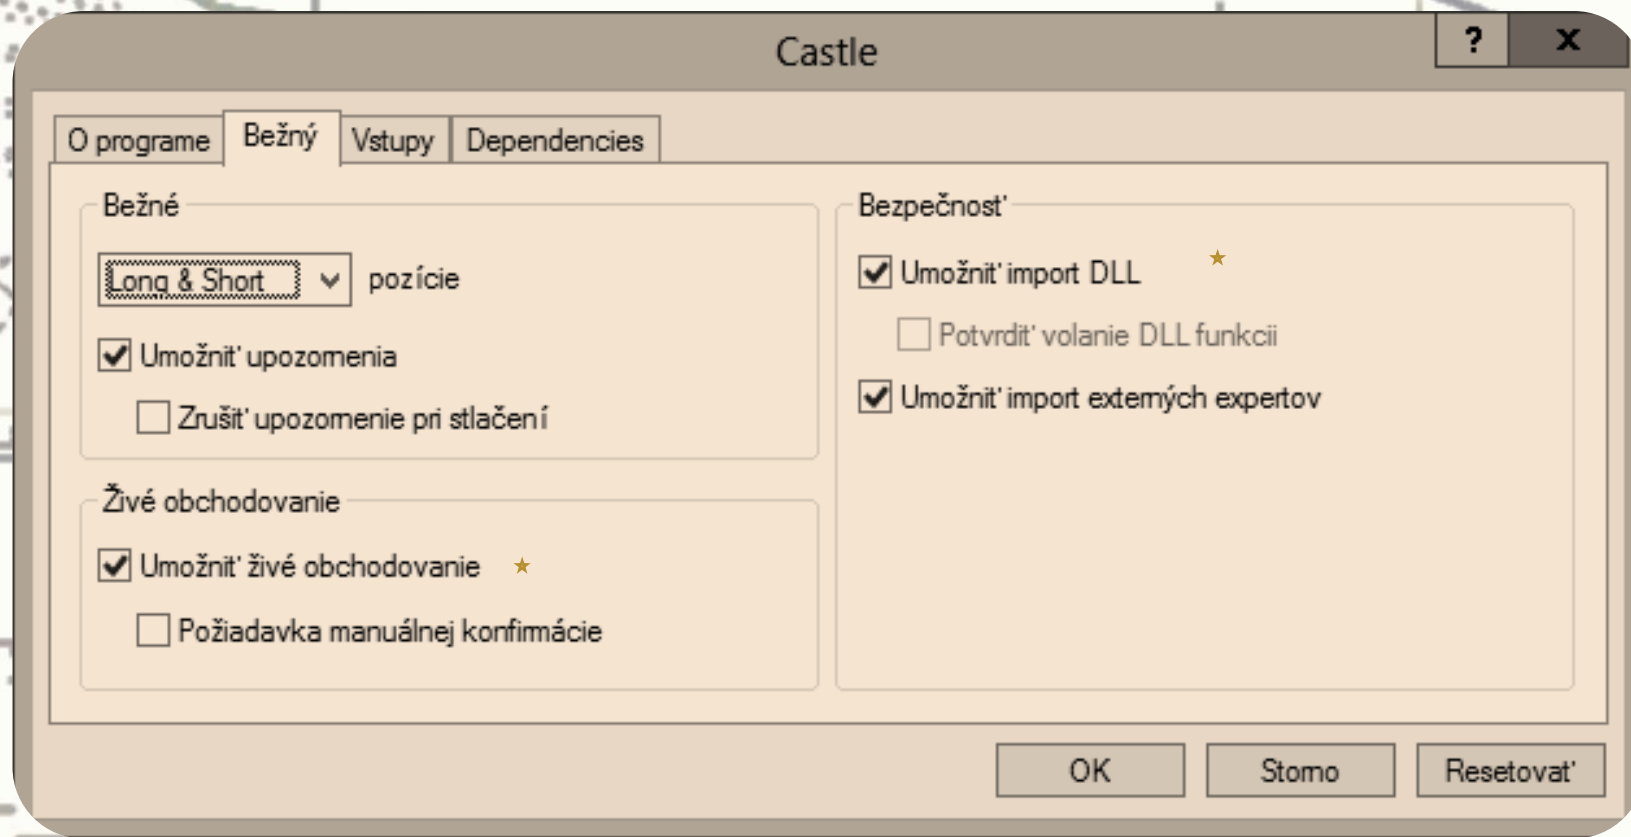 Castle
?
x
O programe
Bežný
Vstupy
Dependencies
Bežné
Long & Short
pozície
Umožniť upozornenia
Zrušiť upozornenie pri stlačení
Živé obchodovanie
Umožniť živé obchodovanie
Požiadavka manuálnej konfirmácie
Bezpečnosť
Umožniť import DLL
Potvrdiť volanie DLL funkcii
Umožniť import externých expertov
OK
Storno
Resetovať